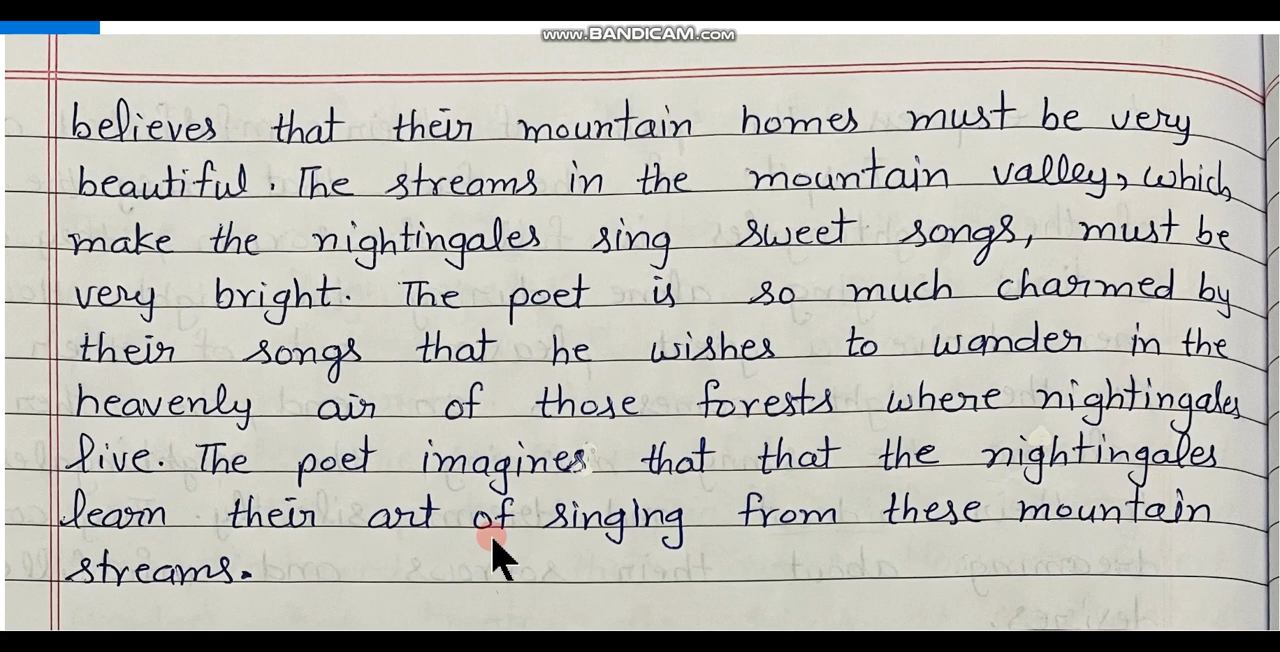 www.BANDICAM.com
believes that their mountain homes must be very
beautiful. The streams in the mountain valley, which
make the nightingales sing sweet songs, must be
very bright. The poet is so much charmed by
their songs that he wishes to wander in the
heavenly air of those forests where nightingales
live. The poet imagines that that the nightingales
learn their art of singing from these mountain
streams.